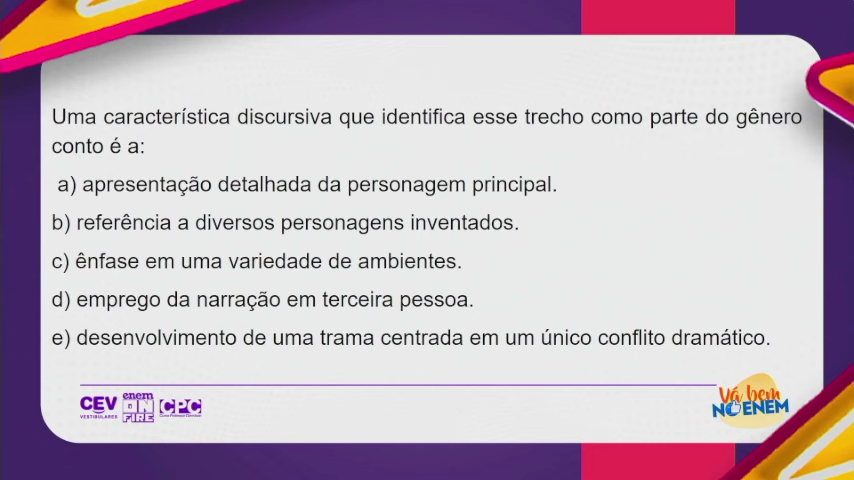 Uma característica discursiva que identifica esse trecho como parte do gênero
conto é a:
a) apresentação detalhada da personagem principal.
b) referência a diversos personagens inventados.
c) ênfase em uma variedade de ambientes.
d) emprego da narração em terceira pessoa.
e) desenvolvimento de uma trama centrada em um único conflito dramático.
CEV
VESTIBULARES
enem
ON
FIRE
CPC
Vá bem
NO ENEM